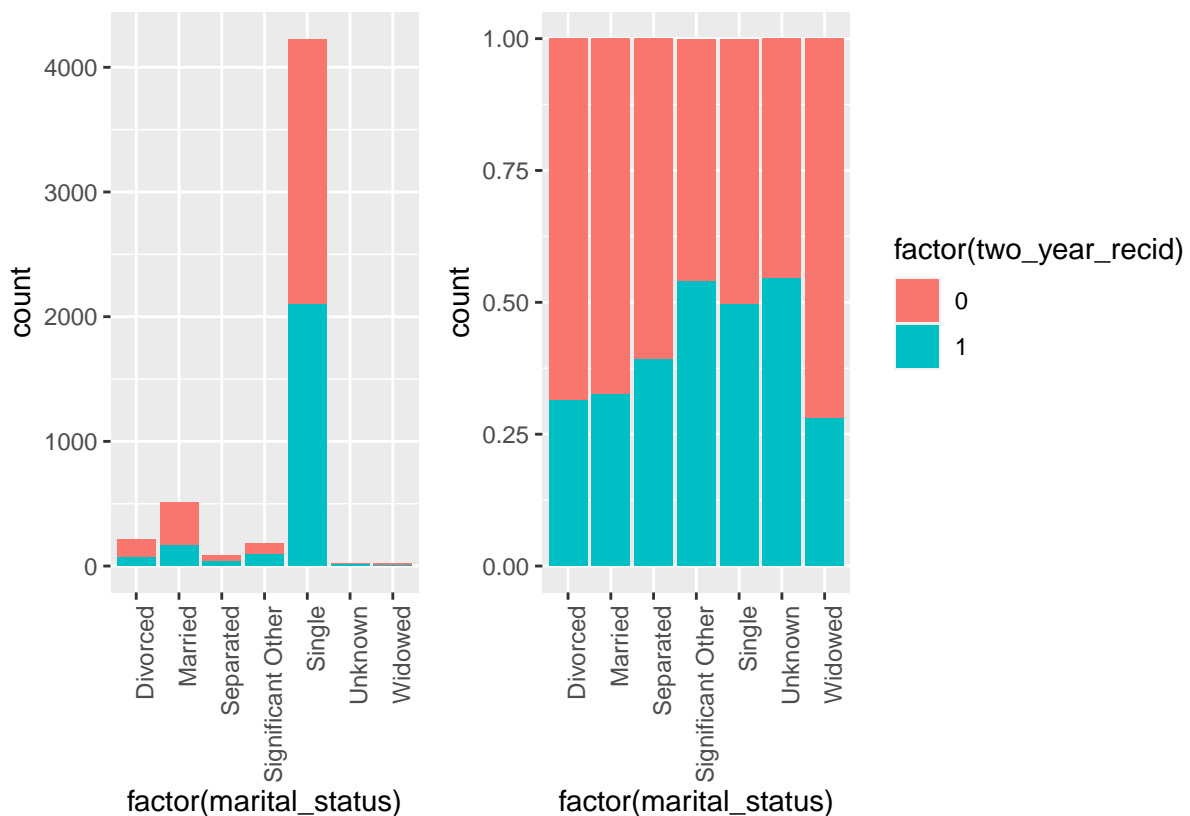 count
4000
3000
2000
1000
0
Divorced
Married
Separated
Significant Other
Single
Unknown
Widowed
factor(marital_status)
count
1.00
0.75
0.50
0.25
0.00
Divorced
Married
Separated
Significant Other
Single
Unknown
Widowed
factor(marital_status)
factor(two_year_recid)
0
1